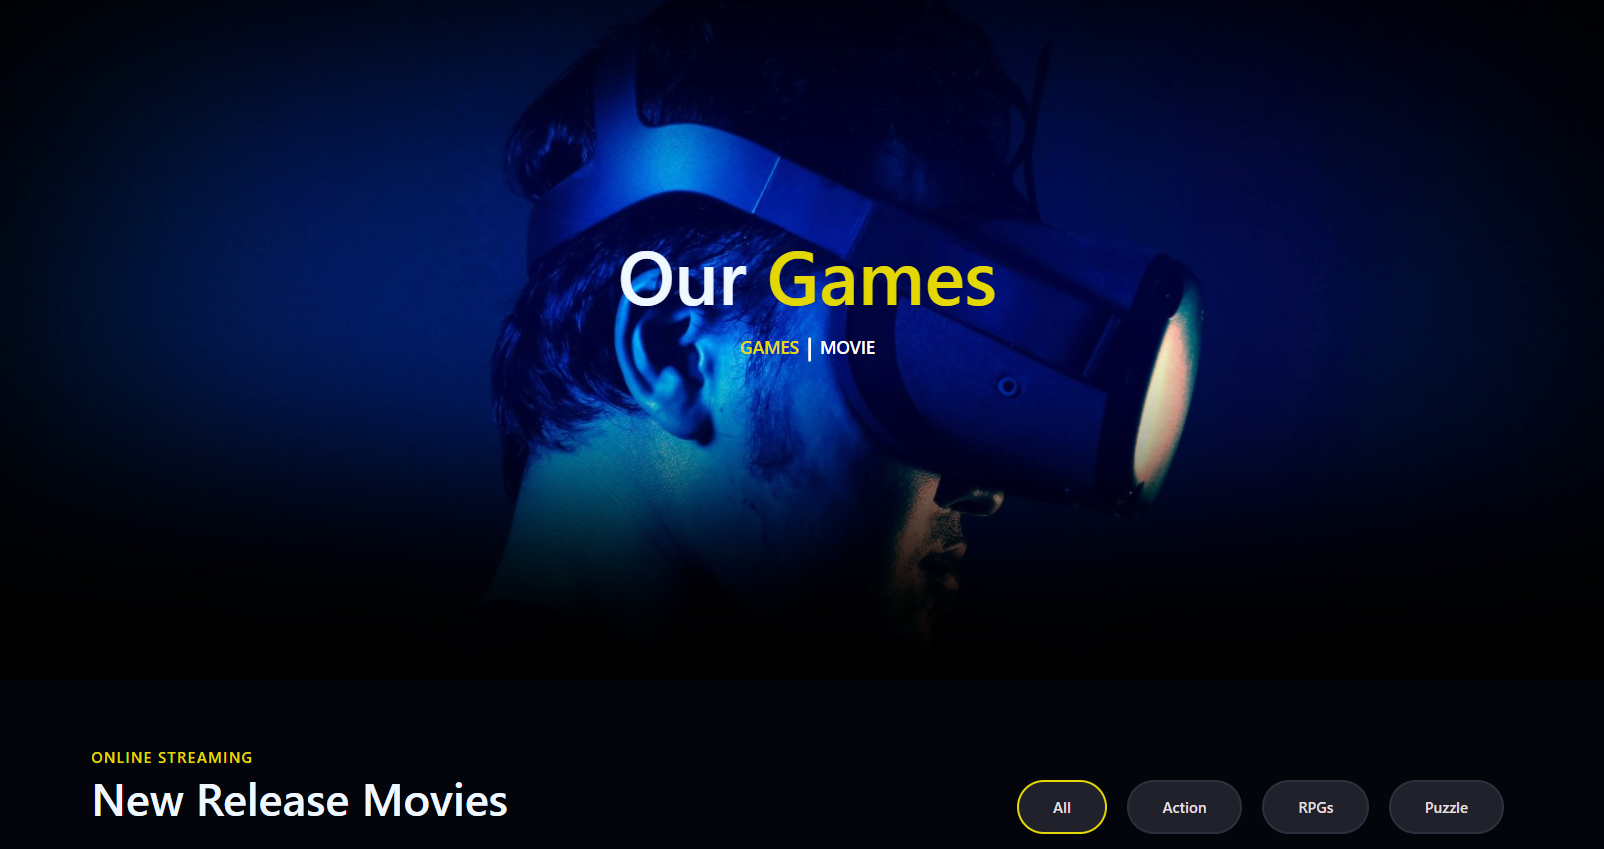 Our Games
GAMES | MOVIE
ONLINE STREAMING
New Release Movies
All
Action
RPGs
Puzzle